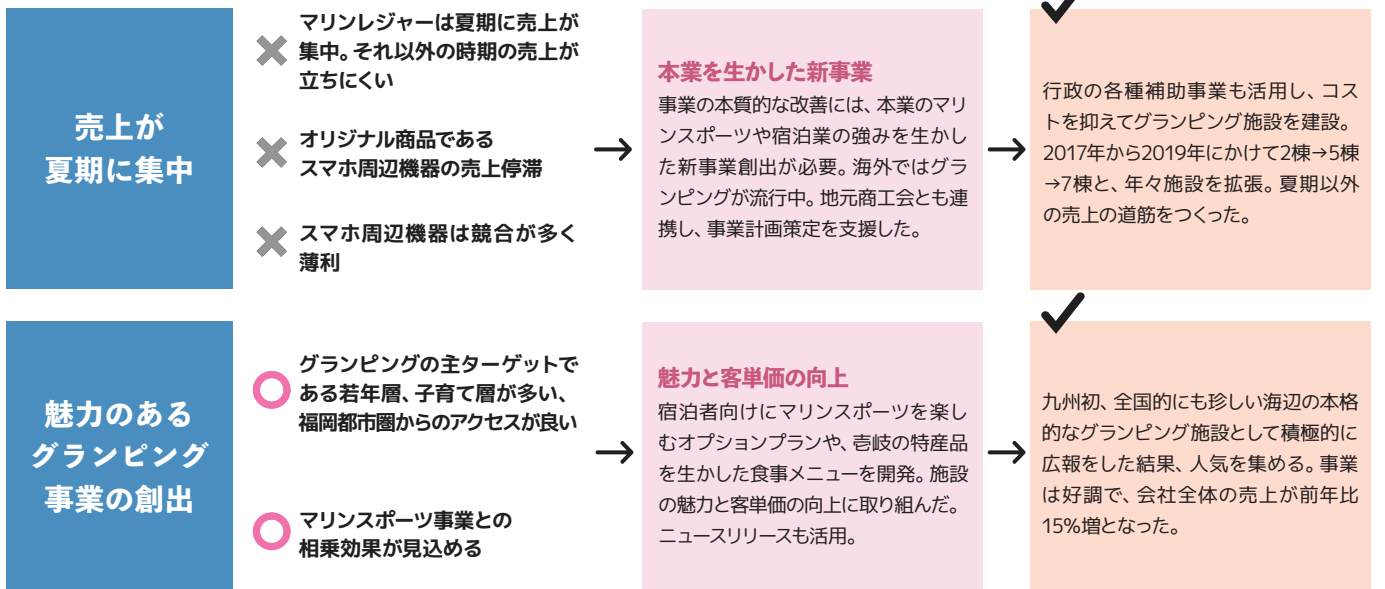 売上が
夏期に集中
マリンレジャーは夏期に売上が
集中。それ以外の時期の売上が
立ちにくい
オリジナル商品である
スマホ周辺機器の売上停滞
スマホ周辺機器は競合が多く
薄利
本業を生かした新事業
事業の本質的な改善には、本業のマリ
ンスポーツや宿泊業の強みを生かし
た新事業創出が必要。海外ではグラ
ンピングが流行中。地元商工会とも連
携し、事業計画策定を支援した。
行政の各種補助事業も活用し、コス
トを抑えてグランピング施設を建設。
2017年から2019年にかけて2棟→5棟
→7棟と、年々施設を拡張。夏期以外
の売上の道筋をつくった。
魅力のある
グランピング
事業の創出
グランピングの主ターゲットで
ある若年層、子育て層が多い、
福岡都市圏からのアクセスが良い
マリンスポーツ事業との
相乗効果が見込める
魅力と客単価の向上
宿泊者向けにマリンスポーツを楽し
むオプションプランや、壱岐の特産品
を生かした食事メニューを開発。施設
の魅力と客単価の向上に取り組んだ。
ニュースリリースも活用。
九州初、全国的にも珍しい海辺の本格
的なグランピング施設として積極的に
広報をした結果、人気を集める。事業
は好調で、会社全体の売上が前年比
15%増となった。